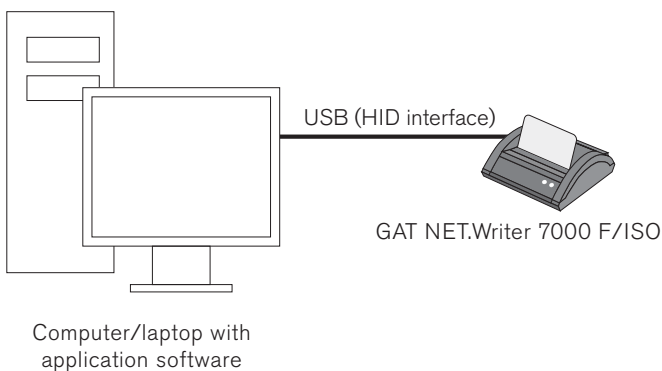 USB (HID interface)
GAT NET.Writer 7000 F/ISO
Computer/laptop with
application software